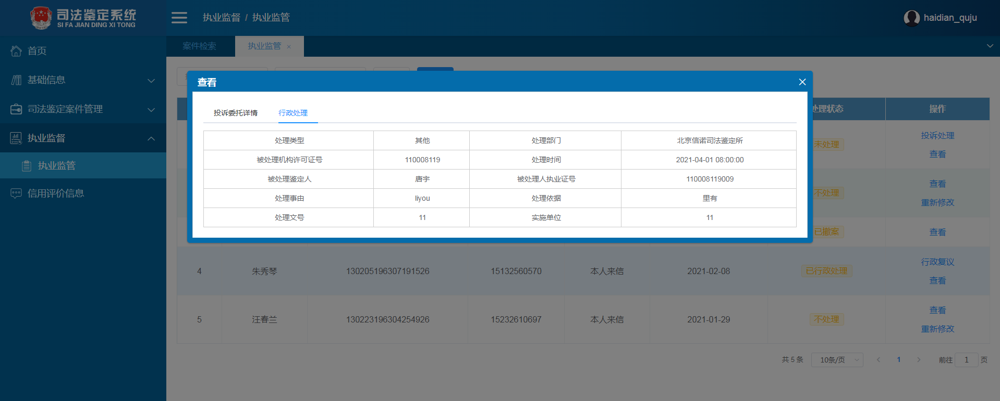 司法鉴定系统
SI FA JIAN DING XI TONG
执业监督 / 执业监管
haidian_quju
首页
基础信息
司法鉴定案件管理
执业监督
执业监管
信用评价信息
案件检索
执业监管 ×
查看
投诉委托详情 行政处理
处理类型 其他 处理部门 北京信诺司法鉴定所
被处理机构许可证号 110008119 处理时间 2021-04-01 08:00:00
被处理鉴定人 唐宇 被处理人执业证号 110008119009
处理事由 liyou 处理依据 里有
处理文号 11 实施单位 11
处理状态 操作
未处理 投诉处理
查看
不处理 查看
重新修改
已撤案 查看
4 朱秀琴 130205196307191526 15132560570 本人来信 2021-02-08 已行政处理 行政复议
查看
5 汪春兰 130223196304254926 15232610697 本人来信 2021-01-29 不处理 查看
重新修改
共 5 条 10条/页 1 前往 1 页